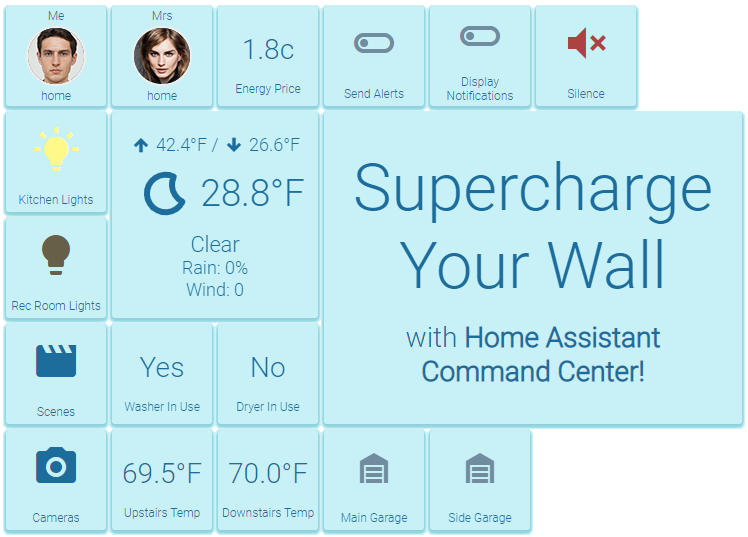 Me
home
Mrs
home
1.8c
Energy Price
Send Alerts
Display
Notifications
Silence
Kitchen Lights
42.4°F / 26.6°F
28.8°F
Clear
Rain: 0%
Wind: 0
Supercharge
Your Wall
with Home Assistant
Command Center!
Rec Room Lights
Scenes
Yes
Washer In Use
No
Dryer In Use
Cameras
69.5°F
Upstairs Temp
70.0°F
Downstairs Temp
Main Garage
Side Garage